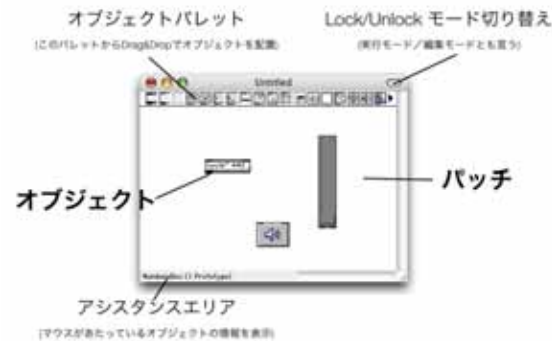 オブジェクトパレット
(このパレットからDrag&Dropでオブジェクトを配置)
Lock/Unlock モード切り替え
(実行モード／編集モードとも言う)
Untitled
オブジェクト
パッチ
アシスタンスエリア
(マウスがあたっているオブジェクトの情報を表示)